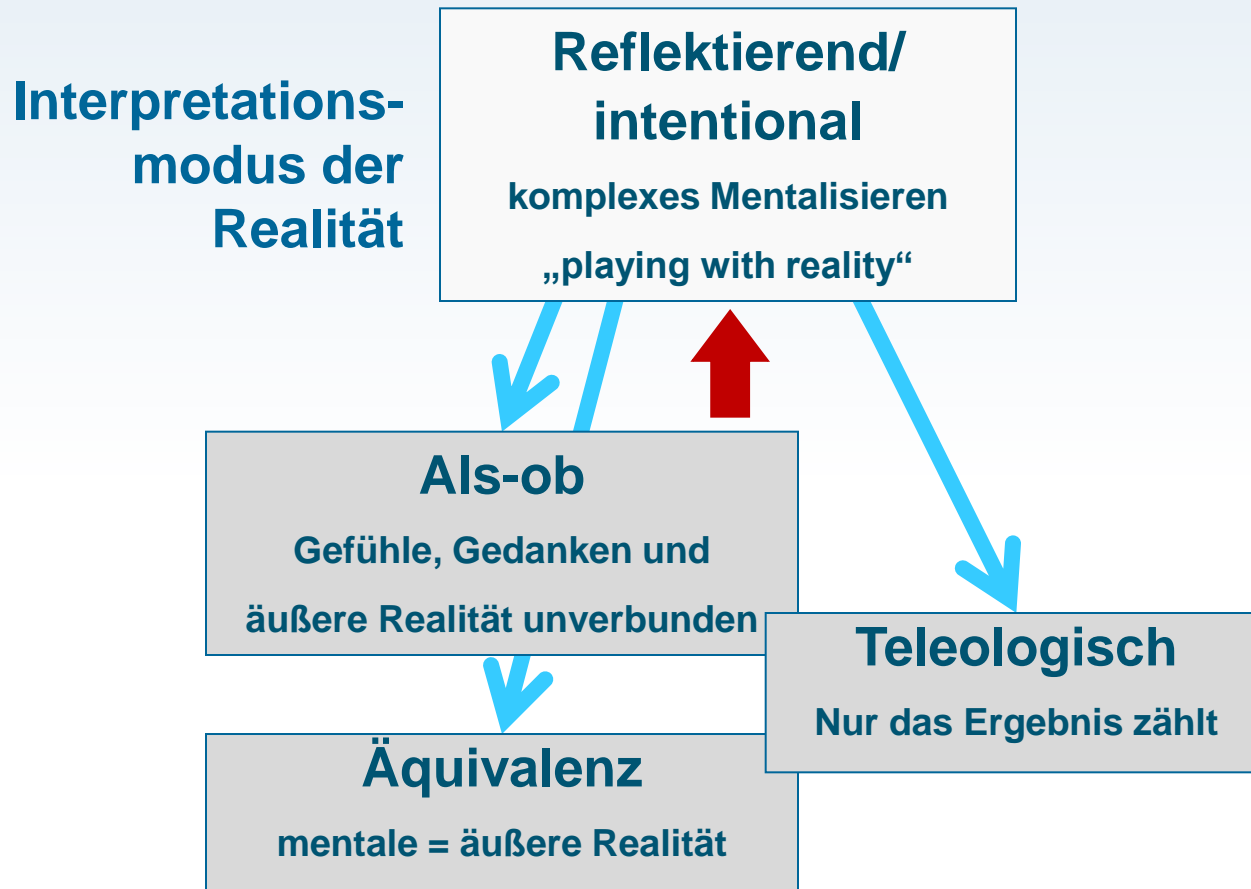 Interpretations-
modus der
Realität
Reflektierend/
intentional
komplexes Mentalisieren
„playing with reality“
Als-ob
Gefühle, Gedanken und
äußere Realität unverbunden
Teleologisch
Nur das Ergebnis zählt
Äquivalenz
mentale = äußere Realität